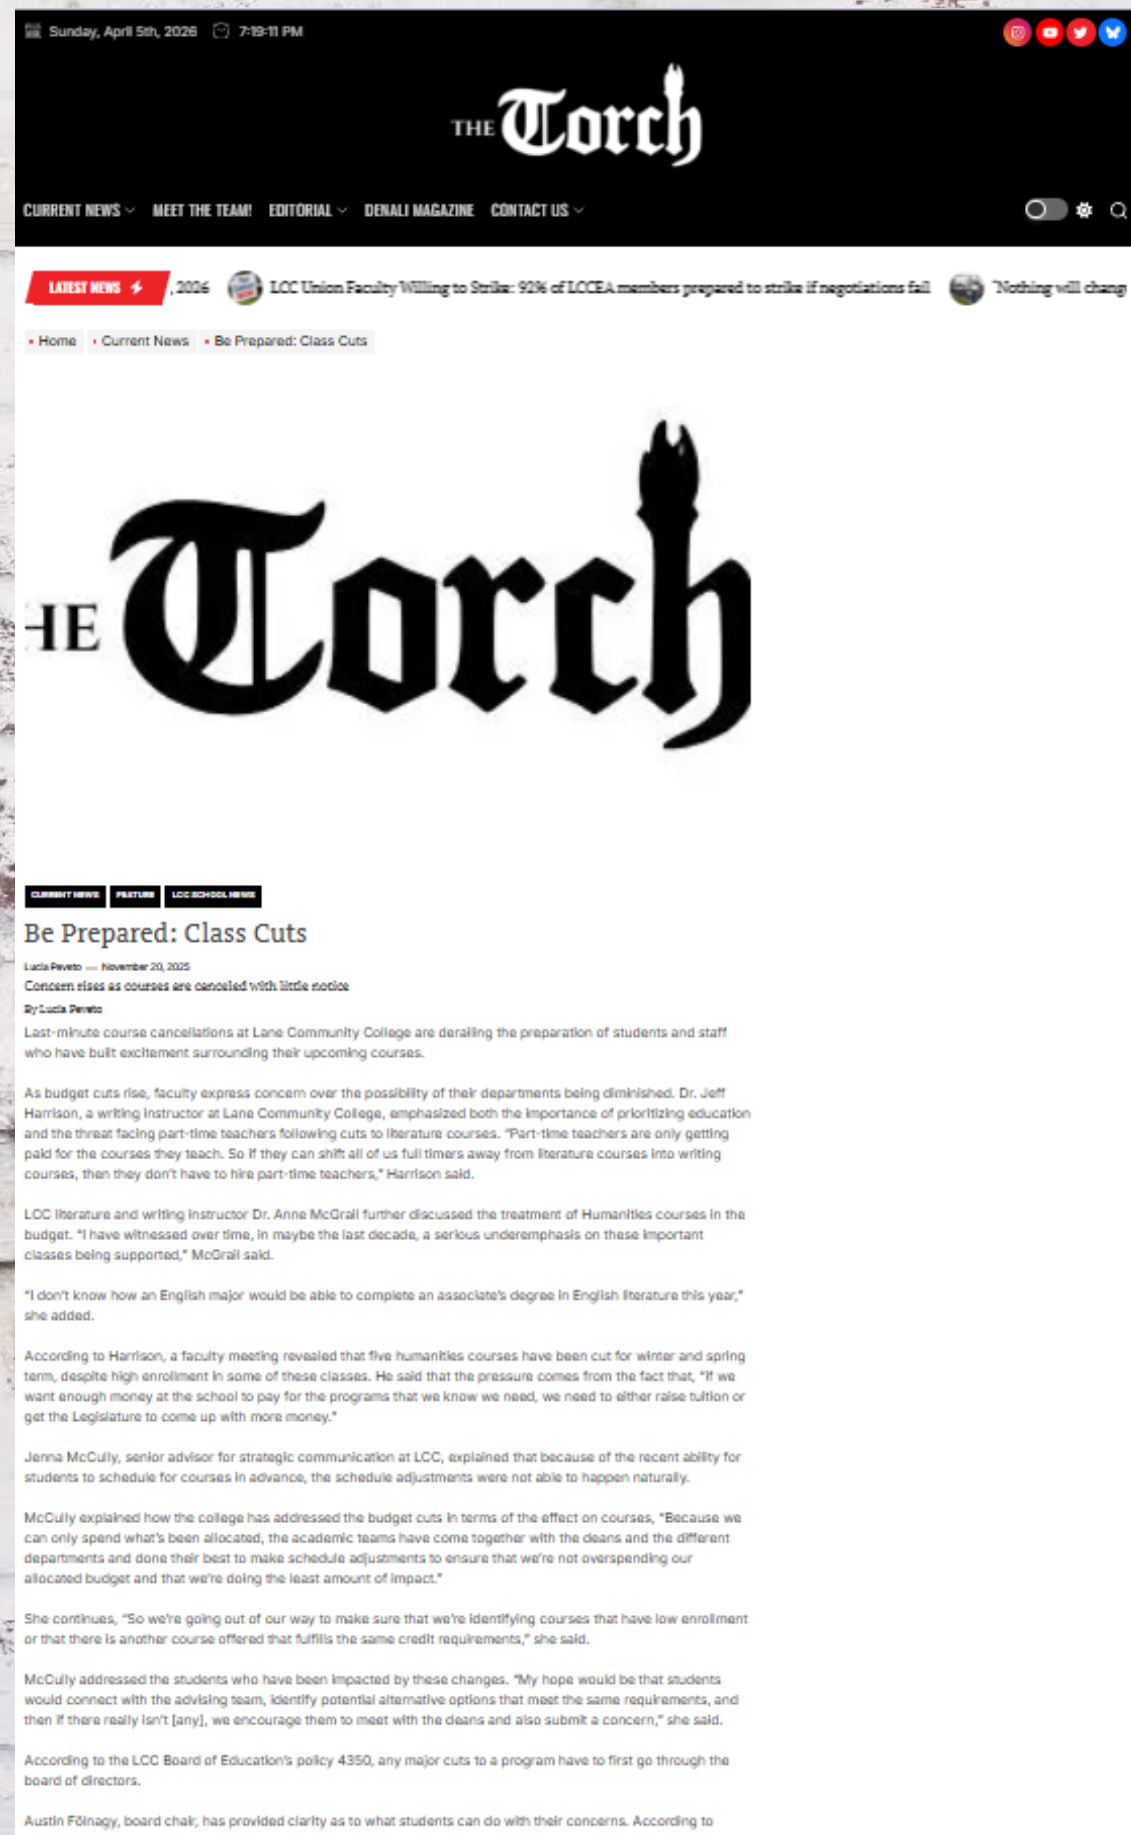 Sunday, April 5th, 2026 7:19:11 PM
THE Torch
CURRENT NEWS MEET THE TEAM! EDITORIAL DENALI MAGAZINE CONTACT US
LATEST NEWS , 2026 LCC Union Faculty Willing to Strike: 92% of LCCEA members prepared to strike if negotiations fail "Nothing will chang
Home Current News Be Prepared: Class Cuts
HE Torch
CURRENT NEWS FEATURE LCC SCHOOL NEWS
Be Prepared: Class Cuts
Lucia Peveto — November 20, 2025
Concern rises as courses are canceled with little notice
By Lucia Peveto
Last-minute course cancellations at Lane Community College are derailing the preparation of students and staff
who have built excitement surrounding their upcoming courses.
As budget cuts rise, faculty express concern over the possibility of their departments being diminished. Dr. Jeff
Harrison, a writing instructor at Lane Community College, emphasized both the importance of prioritizing education
and the threat facing part-time teachers following cuts to literature courses. "Part-time teachers are only getting
paid for the courses they teach. So if they can shift all of us full timers away from literature courses into writing
courses, then they don't have to hire part-time teachers," Harrison said.
LCC literature and writing instructor Dr. Anne McGrail further discussed the treatment of Humanities courses in the
budget. "I have witnessed over time, in maybe the last decade, a serious underemphasis on these important
classes being supported," McGrail said.
"I don't know how an English major would be able to complete an associate's degree in English literature this year,"
she added.
According to Harrison, a faculty meeting revealed that five humanities courses have been cut for winter and spring
term, despite high enrollment in some of these classes. He said that the pressure comes from the fact that, "If we
want enough money at the school to pay for the programs that we know we need, we need to either raise tuition or
get the Legislature to come up with more money."
Jenna McCully, senior advisor for strategic communication at LCC, explained that because of the recent ability for
students to schedule for courses in advance, the schedule adjustments were not able to happen naturally.
McCully explained how the college has addressed the budget cuts in terms of the effect on courses, "Because we
can only spend what's been allocated, the academic teams have come together with the deans and the different
departments and done their best to make schedule adjustments to ensure that we're not overspending our
allocated budget and that we're doing the least amount of impact."
She continues, "So we're going out of our way to make sure that we're identifying courses that have low enrollment
or that there is another course offered that fulfills the same credit requirements," she said.
McCully addressed the students who have been impacted by these changes. "My hope would be that students
would connect with the advising team, identify potential alternative options that meet the same requirements, and
then if there really isn't [any], we encourage them to meet with the deans and also submit a concern," she said.
According to the LCC Board of Education's policy 4350, any major cuts to a program have to first go through the
board of directors.
Austin Fölnagy, board chair, has provided clarity as to what students can do with their concerns. According to